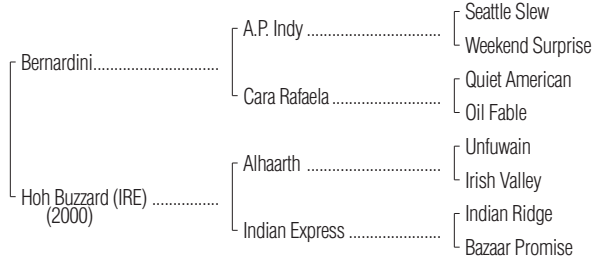 Seattle Slew
A.P. Indy
Weekend Surprise
Bernardini
Quiet American
Cara Rafaela
Oil Fable
Unfuwain
Alhaarth
Irish Valley
Hoh Buzzard (IRE)
(2000)
Indian Ridge
Indian Express
Bazaar Promise